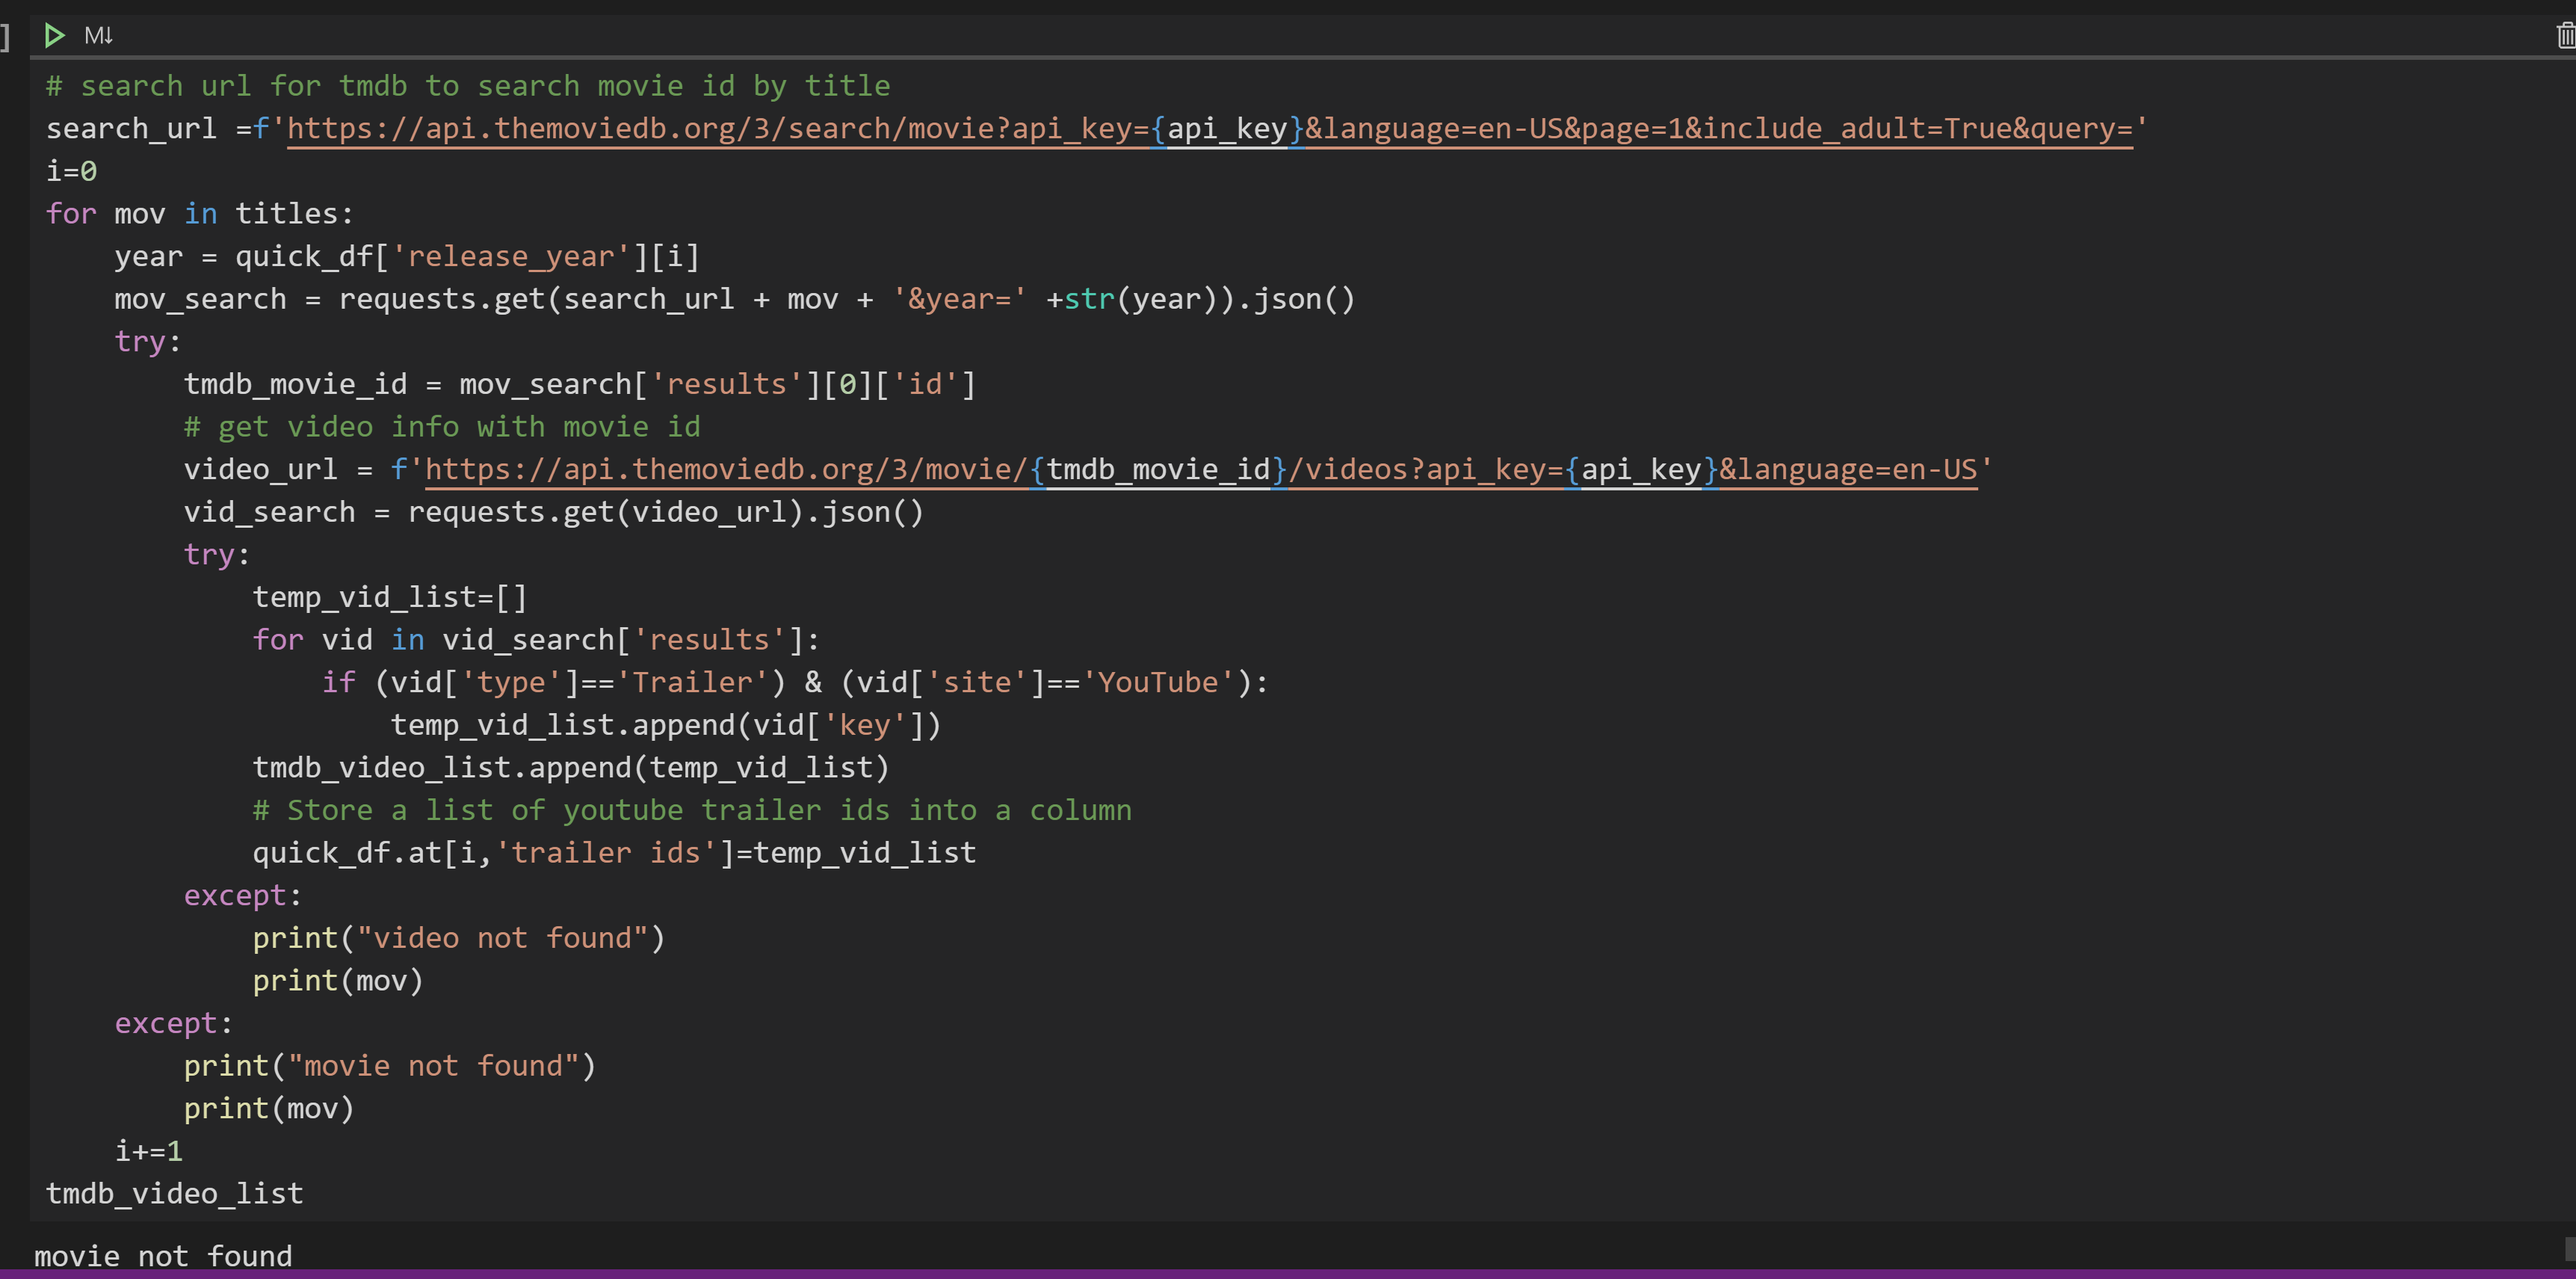 ] M↓
# search url for tmdb to search movie id by title
search_url =f'https://api.themoviedb.org/3/search/movie?api_key={api_key}&language=en-US&page=1&include_adult=True&query='
i=0
for mov in titles:
    year = quick_df['release_year'][i]
    mov_search = requests.get(search_url + mov + '&year=' +str(year)).json()
    try:
        tmdb_movie_id = mov_search['results'][0]['id']
        # get video info with movie id
        video_url = f'https://api.themoviedb.org/3/movie/{tmdb_movie_id}/videos?api_key={api_key}&language=en-US'
        vid_search = requests.get(video_url).json()
        try:
            temp_vid_list=[]
            for vid in vid_search['results']:
                if (vid['type']=='Trailer') & (vid['site']=='YouTube'):
                    temp_vid_list.append(vid['key'])
            tmdb_video_list.append(temp_vid_list)
            # Store a list of youtube trailer ids into a column
            quick_df.at[i,'trailer ids']=temp_vid_list
        except:
            print("video not found")
            print(mov)
    except:
        print("movie not found")
        print(mov)
    i+=1
tmdb_video_list
movie not found